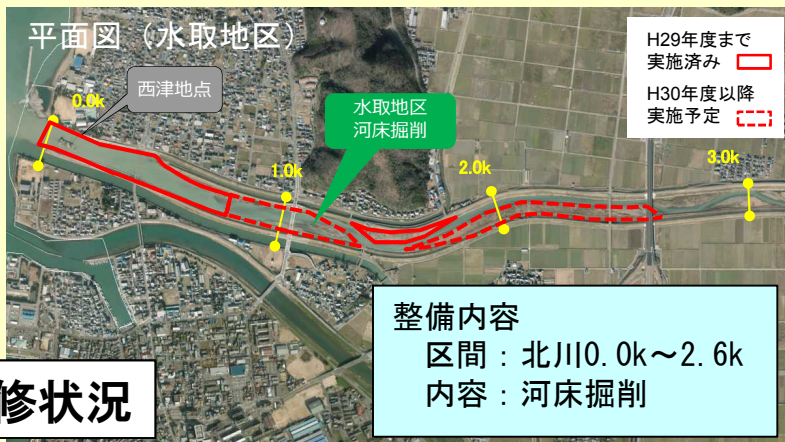 平面図（水取地区）
H29年度まで
実施済み
H30年度以降
実施予定
西津地点
水取地区
河床掘削
0.0k
1.0k
2.0k
3.0k
整備内容
区間：北川0.0k～2.6k
内容：河床掘削
修状況